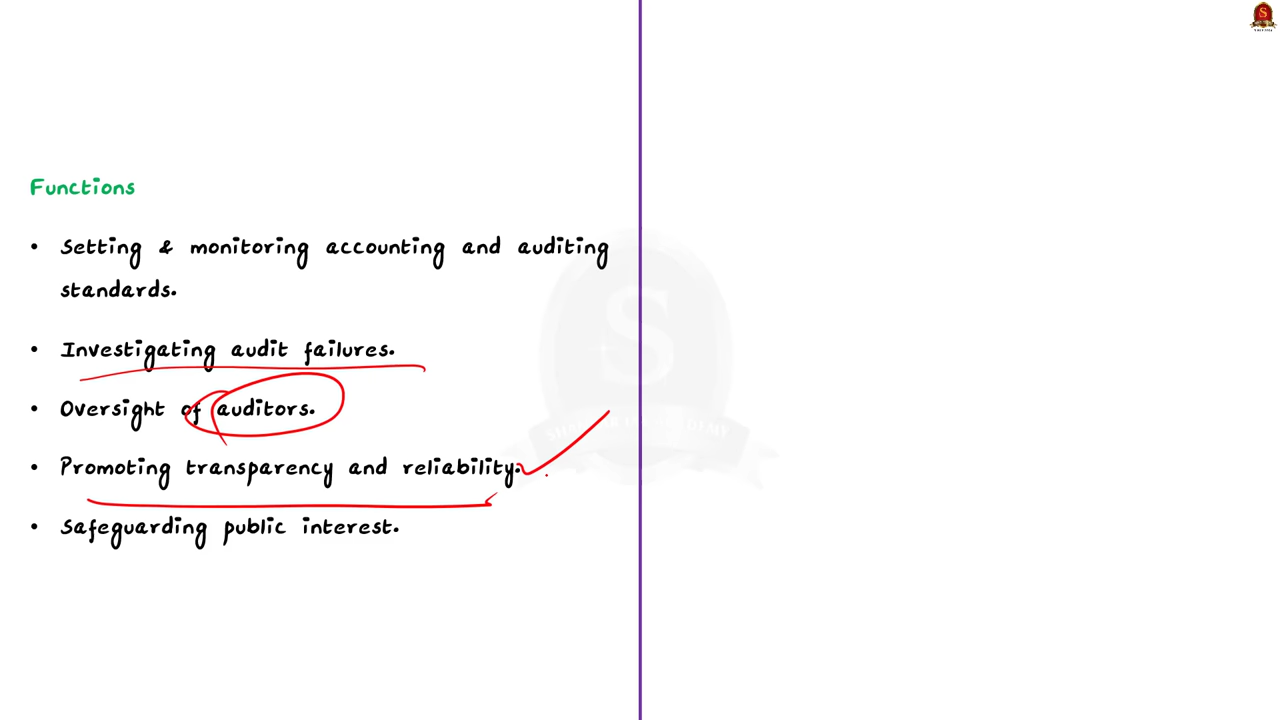 Functions
• Setting & monitoring accounting and auditing
standards.
• Investigating audit failures.
• Oversight of auditors.
• Promoting transparency and reliability.
• Safeguarding public interest.
S